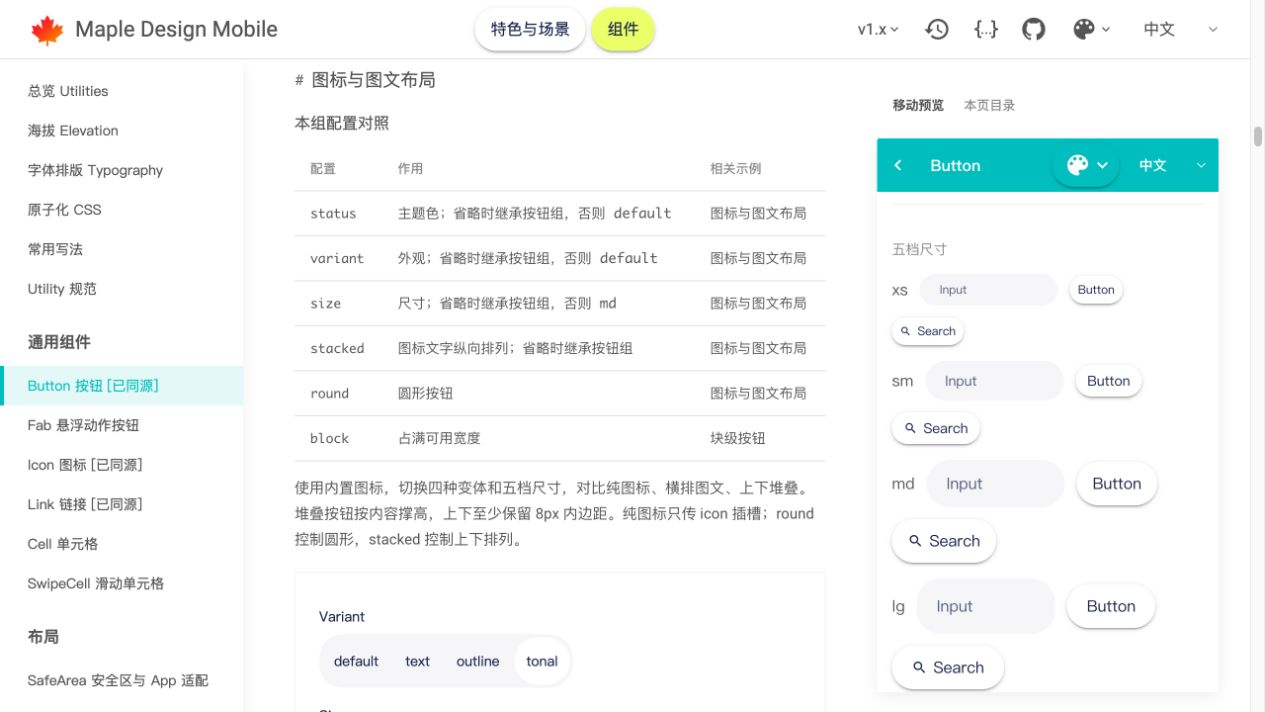 Maple Design Mobile
特色与场景
组件
v1.x
{...}
中文
总览 Utilities
海拔 Elevation
字体排版 Typography
原子化 CSS
常用写法
Utility 规范
通用组件
Button 按钮 [已同源]
Fab 悬浮动作按钮
Icon 图标 [已同源]
Link 链接 [已同源]
Cell 单元格
SwipeCell 滑动单元格
布局
SafeArea 安全区与 App 适配
# 图标与图文布局
本组配置对照
配置 作用 相关示例
status 主题色；省略时继承按钮组，否则 default 图标与图文布局
variant 外观；省略时继承按钮组，否则 default 图标与图文布局
size 尺寸；省略时继承按钮组，否则 md 图标与图文布局
stacked 图标文字纵向排列；省略时继承按钮组 图标与图文布局
round 圆形按钮 图标与图文布局
block 占满可用宽度 块级按钮
使用内置图标，切换四种变体和五档尺寸，对比纯图标、横排图文、上下堆叠。
堆叠按钮按内容撑高，上下至少保留 8px 内边距。纯图标只传 icon 插槽；round
控制圆形，stacked 控制上下排列。
Variant
default text outline tonal
移动预览 本页目录
Button 中文
五档尺寸
xs Input Button
Search
sm Input Button
Search
md Input Button
Search
lg Input Button
Search